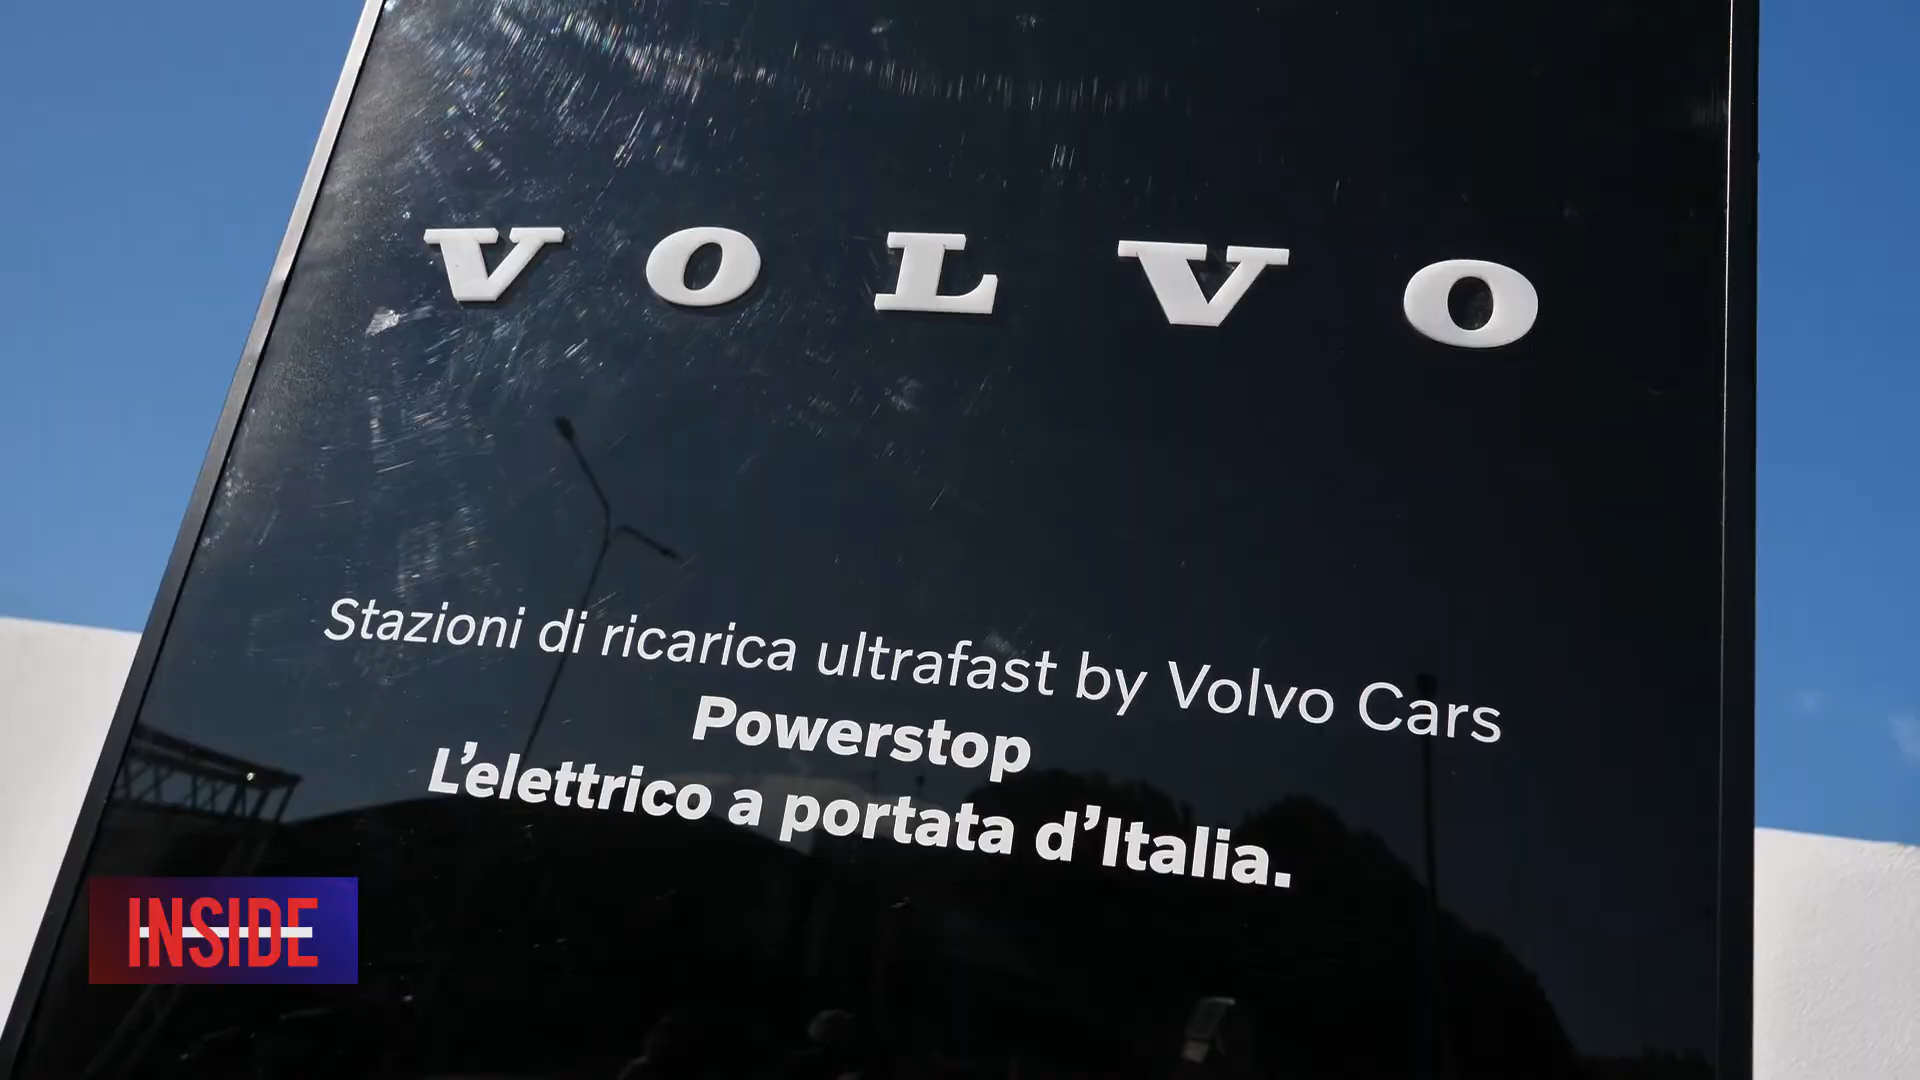 VOLVO
Stazioni di ricarica ultrafast by Volvo Cars
Powerstop
L'elettrico a portata d'Italia.
INSIDE